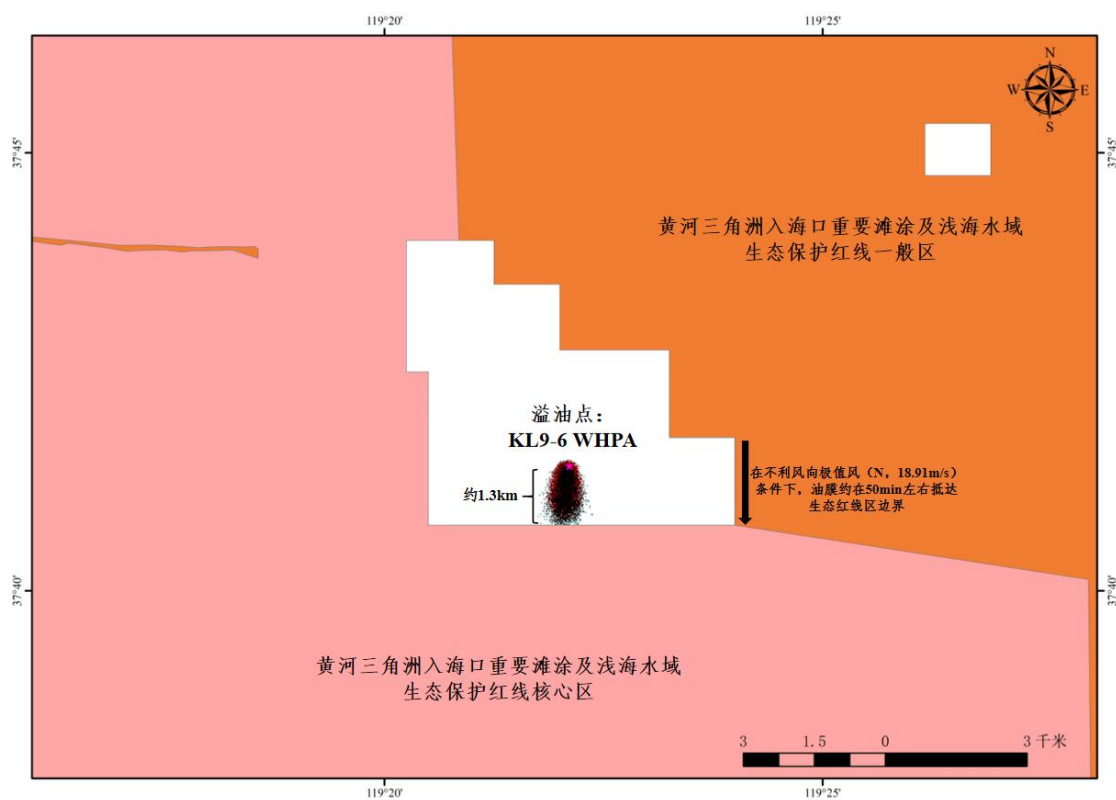 119°20'
119°25'
N
W
E
S
37°45'
37°45'
黄河三角洲入海口重要滩涂及浅海水域
生态保护红线一般区
溢油点：
KL9-6 WHPA
约1.3km
在不利风向极值风（N，18.91m/s）
条件下，油膜约在50min左右抵达
生态红线区边界
37°40'
37°40'
黄河三角洲入海口重要滩涂及浅海水域
生态保护红线核心区
3 1.5 0 3 千米
119°20'
119°25'